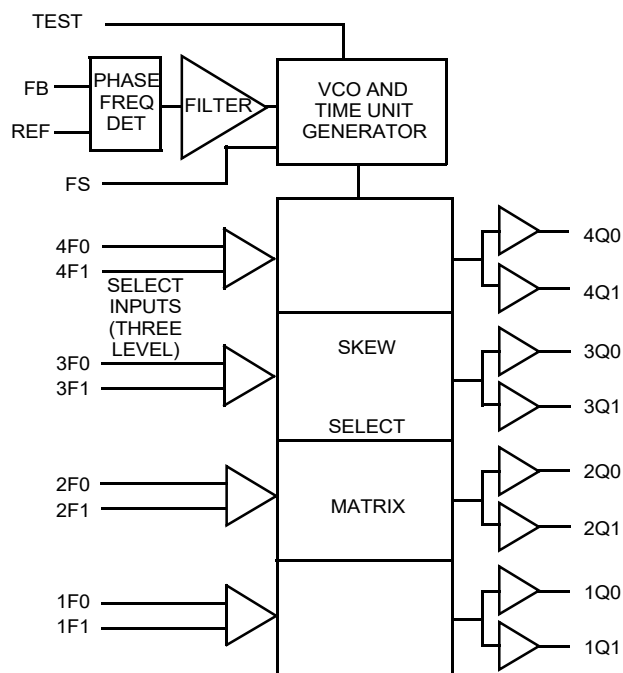 TEST
FB
REF
PHASE
FREQ
DET
FILTER
VCO AND
TIME UNIT
GENERATOR
FS
4F0
4F1
SELECT
INPUTS
(THREE
LEVEL)
3F0
3F1
2F0
2F1
1F0
1F1
SKEW
SELECT
MATRIX
4Q0
4Q1
3Q0
3Q1
2Q0
2Q1
1Q0
1Q1